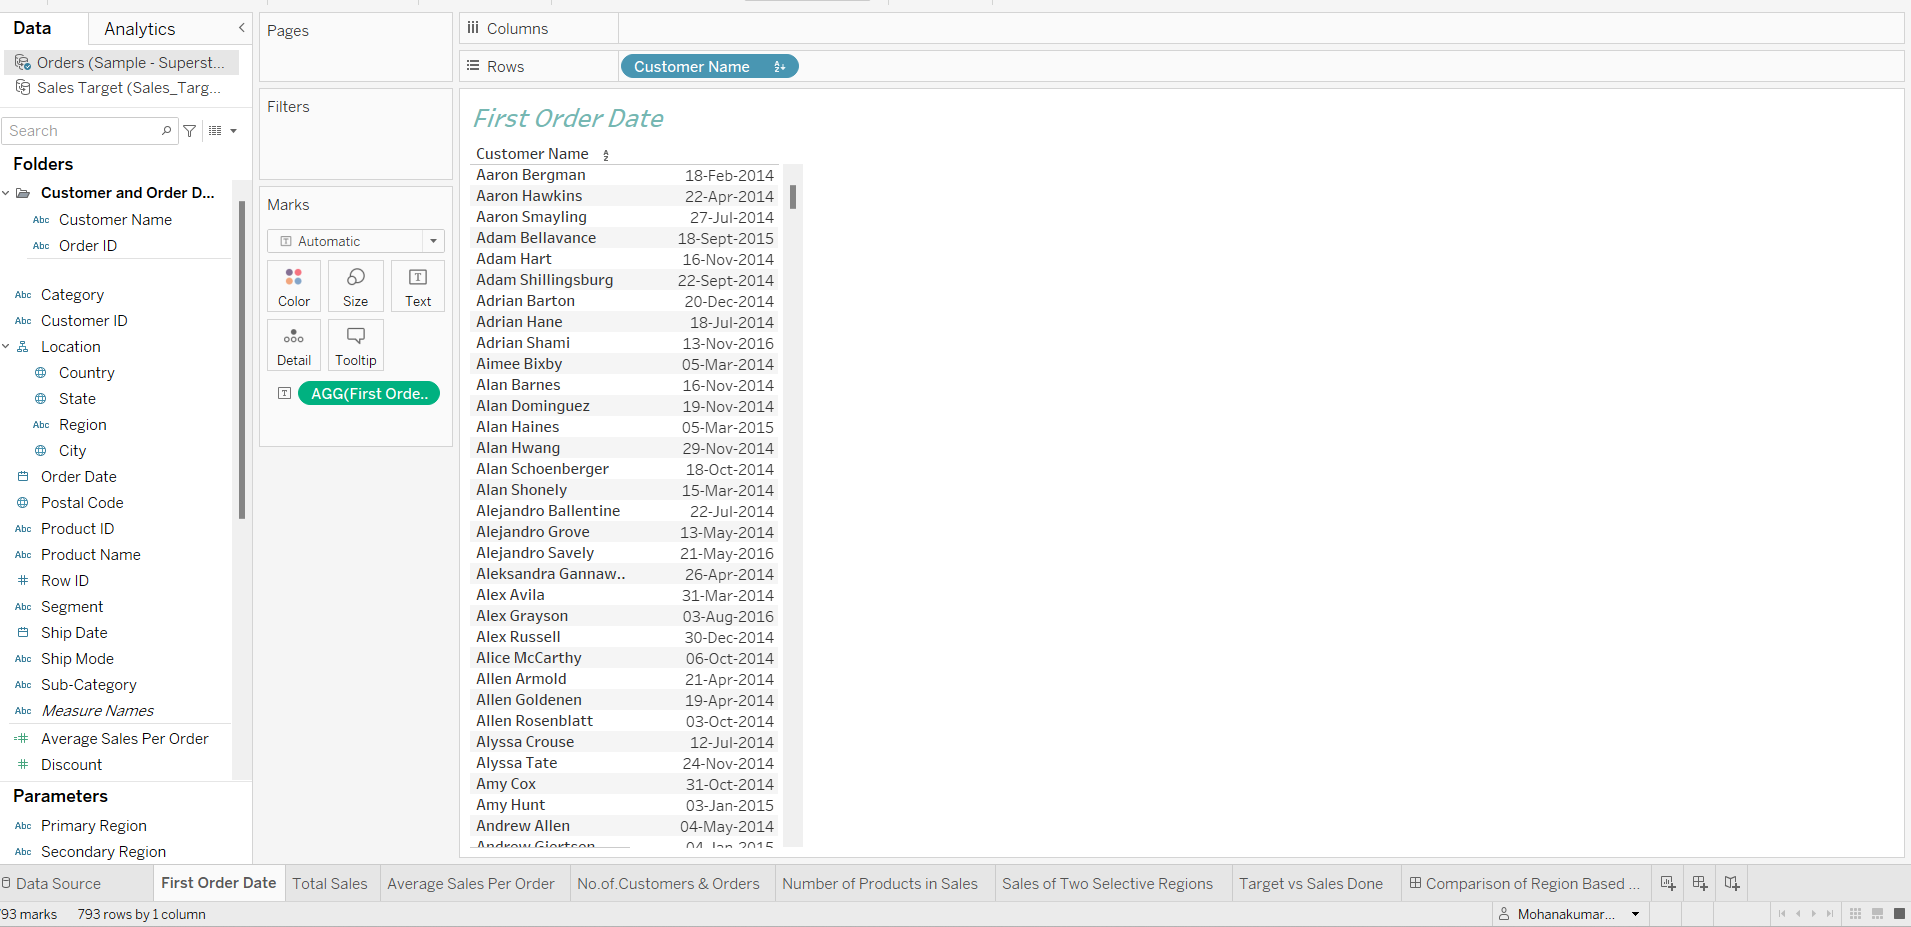 Data
Analytics
Orders (Sample - Superst...
Sales Target (Sales_Targ...
Search
Folders
Customer and Order D...
Abc Customer Name
Abc Order ID
Abc Category
Abc Customer ID
Location
Country
State
Abc Region
City
Order Date
Postal Code
Abc Product ID
Abc Product Name
# Row ID
Abc Segment
Ship Date
Abc Ship Mode
Abc Sub-Category
Abc Measure Names
=# Average Sales Per Order
# Discount
Parameters
Abc Primary Region
Abc Secondary Region
Pages
Filters
Marks
Automatic
Color Size Text
Detail Tooltip
AGG(First Orde..
Columns
Rows Customer Name
First Order Date
Customer Name
Aaron Bergman 18-Feb-2014
Aaron Hawkins 22-Apr-2014
Aaron Smayling 27-Jul-2014
Adam Bellavance 18-Sept-2015
Adam Hart 16-Nov-2014
Adam Shillingsburg 22-Sept-2014
Adrian Barton 20-Dec-2014
Adrian Hane 18-Jul-2014
Adrian Shami 13-Nov-2016
Aimee Bixby 05-Mar-2014
Alan Barnes 16-Nov-2014
Alan Dominguez 19-Nov-2014
Alan Haines 05-Mar-2015
Alan Hwang 29-Nov-2014
Alan Schoenberger 18-Oct-2014
Alan Shonely 15-Mar-2014
Alejandro Ballentine 22-Jul-2014
Alejandro Grove 13-May-2014
Alejandro Savely 21-May-2016
Aleksandra Gannaw.. 26-Apr-2014
Alex Avila 31-Mar-2014
Alex Grayson 03-Aug-2016
Alex Russell 30-Dec-2014
Alice McCarthy 06-Oct-2014
Allen Armold 21-Apr-2014
Allen Goldenen 19-Apr-2014
Allen Rosenblatt 03-Oct-2014
Alyssa Crouse 12-Jul-2014
Alyssa Tate 24-Nov-2014
Amy Cox 31-Oct-2014
Amy Hunt 03-Jan-2015
Andrew Allen 04-May-2014
Andrew Gjertsen 04-Jan-2015
Data Source First Order Date Total Sales Average Sales Per Order No.of.Customers & Orders Number of Products in Sales Sales of Two Selective Regions Target vs Sales Done Comparison of Region Based ...
793 marks 793 rows by 1 column Mohanakumar...